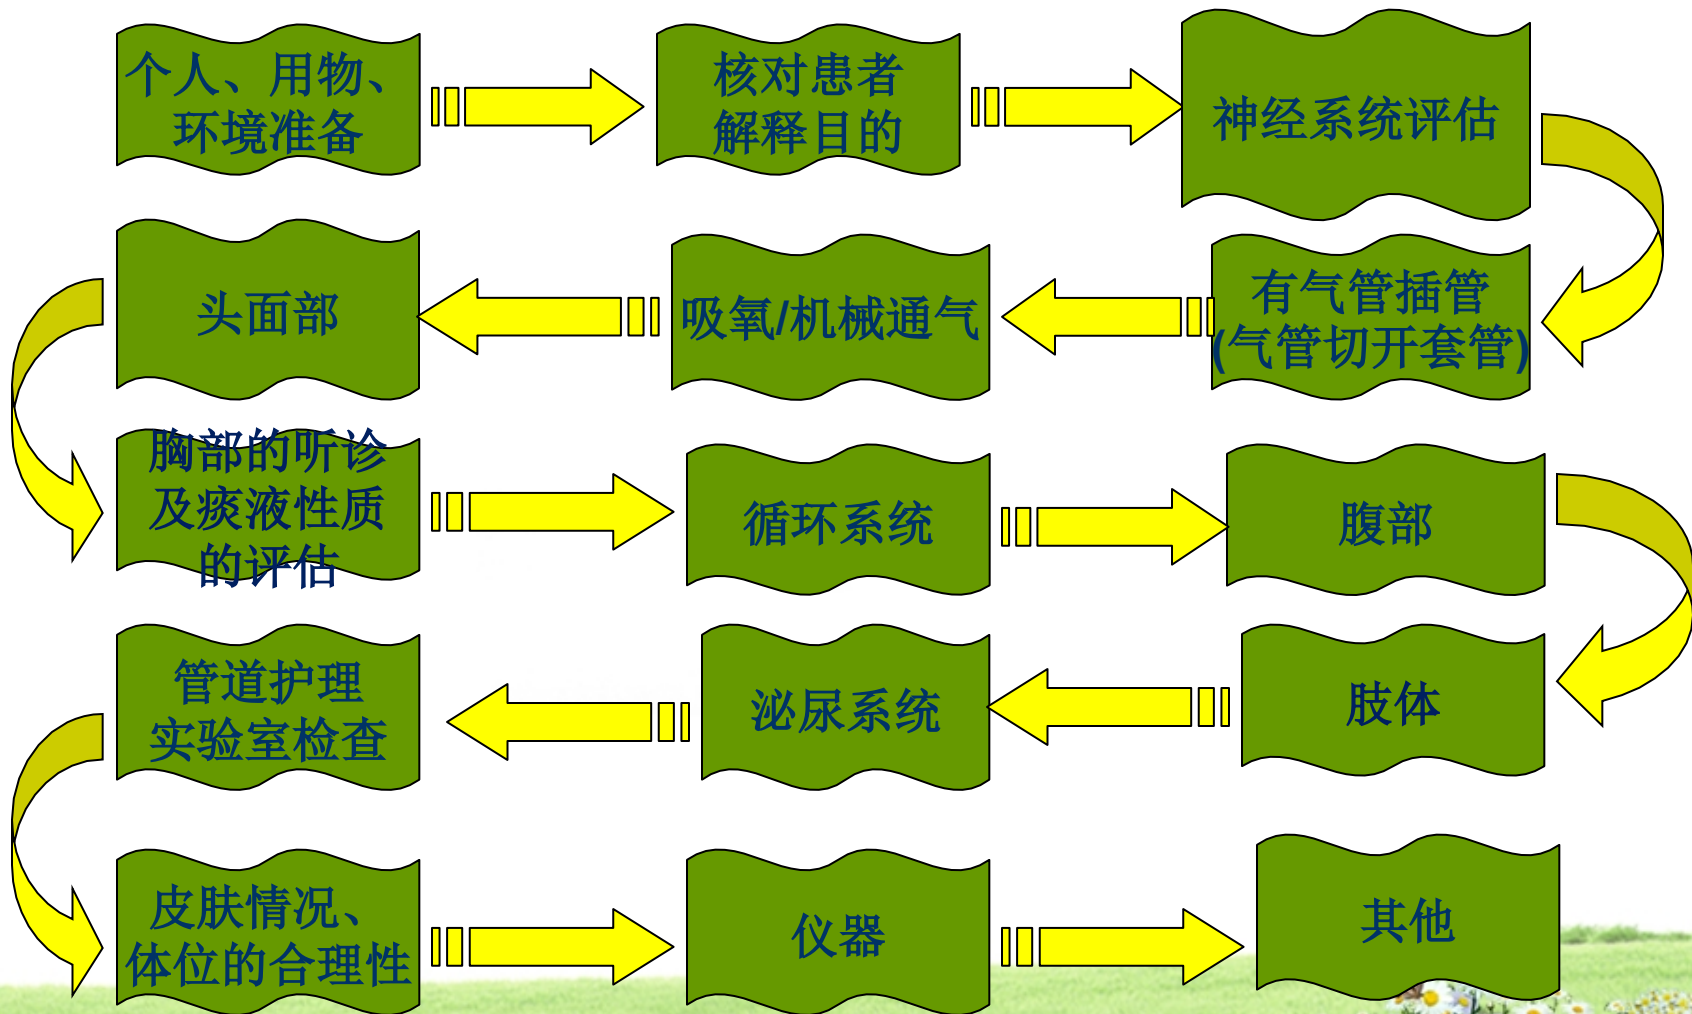 个人、用物、
环境准备
核对患者
解释目的
神经系统评估
有气管插管
(气管切开套管)
吸氧/机械通气
头面部
胸部的听诊
及痰液性质
的评估
循环系统
腹部
肢体
泌尿系统
管道护理
实验室检查
皮肤情况、
体位的合理性
仪器
其他